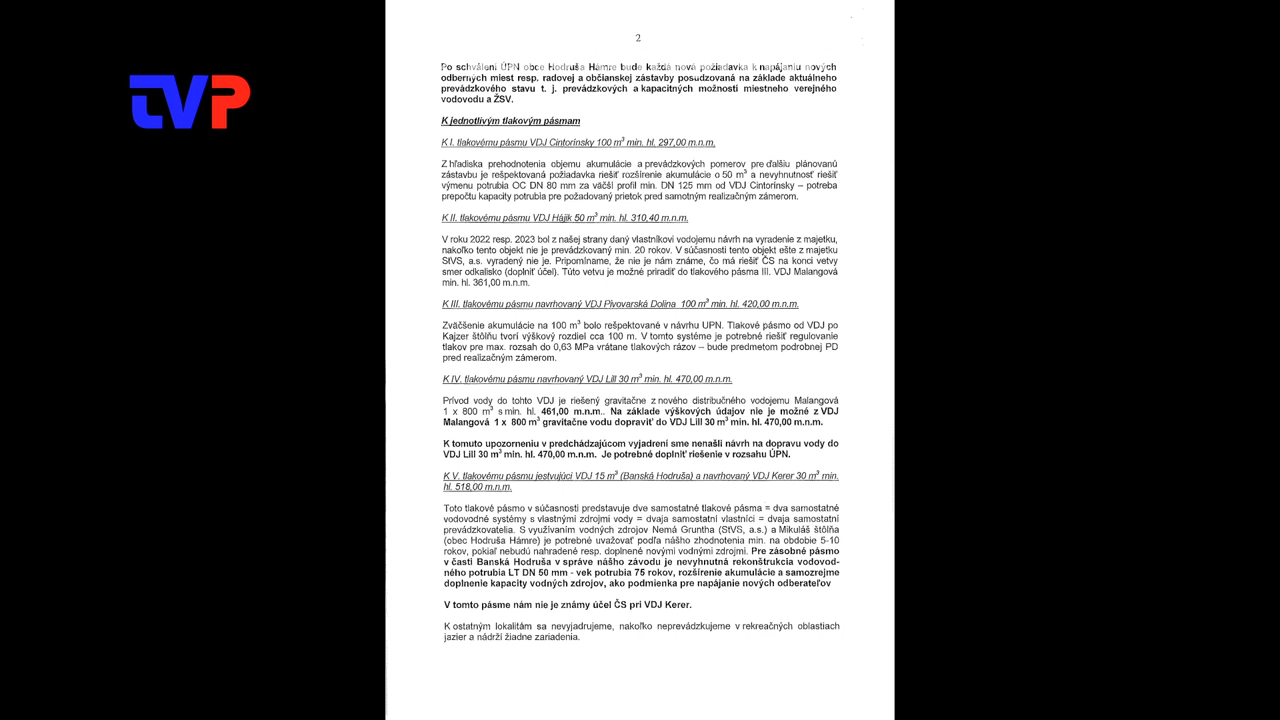 TVP
2
Po schválení ÚPN obce Hodruša Hámre bude každá nová požiadavka k napájaniu nových
odberných miest resp. radovej a občianskej zástavby posudzovaná na základe aktuálneho
prevádzkového stavu t. j. prevádzkových a kapacitných možnosti miestneho verejného
vodovodu a ŽSV.
K jednotlivým tlakovým pásmam
K I. tlakovému pásmu VDJ Cintorínsky 100 m³ min. hl. 297,00 m.n.m.
Z hľadiska prehodnotenia objemu akumulácie a prevádzkových pomerov pre ďalšiu plánovanú
zástavbu je rešpektovaná požiadavka riešiť rozšírenie akumulácie o 50 m³ a nevyhnutnosť riešiť
výmenu potrubia OC DN 80 mm za väčší profil min. DN 125 mm od VDJ Cintorínsky – potreba
prepočtu kapacity potrubia pre požadovaný prietok pred samotným realizačným zámerom.
K II. tlakovému pásmu VDJ Hájik 50 m³ min. hl. 310,40 m.n.m.
V roku 2022 resp. 2023 bol z našej strany daný vlastníkovi vodojemu návrh na vyradenie z majetku,
nakoľko tento objekt nie je prevádzkovaný min. 20 rokov. V súčasnosti tento objekt ešte z majetku
StVS, a.s. vyradený nie je. Pripomíname, že nie je nám známe, čo má riešiť ČS na konci vetvy
smer odkalisko (doplniť účel). Túto vetvu je možné priradiť do tlakového pásma III. VDJ Malangová
min. hl. 361,00 m.n.m.
K III. tlakovému pásmu navrhovaný VDJ Pivovarská Dolina 100 m³ min. hl. 420,00 m.n.m.
Zväčšenie akumulácie na 100 m³ bolo rešpektované v návrhu UPN. Tlakové pásmo od VDJ po
Kajzer štôlňu tvorí výškový rozdiel cca 100 m. V tomto systéme je potrebné riešiť regulovanie
tlakov pre max. rozsah do 0,63 MPa vrátane tlakových rázov – bude predmetom podrobnej PD
pred realizačným zámerom.
K IV. tlakovému pásmu navrhovaný VDJ Lill 30 m³ min. hl. 470,00 m.n.m.
Prívod vody do tohto VDJ je riešený gravitačne z nového distribučného vodojemu Malangová
1 x 800 m³ s min. hl. 461,00 m.n.m.. Na základe výškových údajov nie je možné z VDJ
Malangová 1 x 800 m³ gravitačne vodu dopraviť do VDJ Lill 30 m³ min. hl. 470,00 m.n.m.
K tomuto upozorneniu v predchádzajúcom vyjadrení sme nenašli návrh na dopravu vody do
VDJ Lill 30 m³ min. hl. 470,00 m.n.m. Je potrebné doplniť riešenie v rozsahu ÚPN.
K V. tlakovému pásmu jestvujúci VDJ 15 m³ (Banská Hodruša) a navrhovaný VDJ Kerer 30 m³ min.
hl. 518,00 m.n.m.
Toto tlakové pásmo v súčasnosti predstavuje dve samostatné tlakové pásma = dva samostatné
vodovodné systémy s vlastnými zdrojmi vody = dvaja samostatní vlastníci = dvaja samostatní
prevádzkovatelia. S využívaním vodných zdrojov Nemá Gruntha (StVS, a.s.) a Mikuláš štôlňa
(obec Hodruša Hámre) je potrebné uvažovať podľa nášho zhodnotenia min. na obdobie 5-10
rokov, pokiaľ nebudú nahradené resp. doplnené novými vodnými zdrojmi. Pre zásobné pásmo
v časti Banská Hodruša v správe nášho závodu je nevyhnutná rekonštrukcia vodovod-
ného potrubia LT DN 50 mm - vek potrubia 75 rokov, rozšírenie akumulácie a samozrejme
doplnenie kapacity vodných zdrojov, ako podmienka pre napájanie nových odberateľov
V tomto pásme nám nie je známy účel ČS pri VDJ Kerer.
K ostatným lokalitám sa nevyjadrujeme, nakoľko neprevádzkujeme v rekreačných oblastiach
jazier a nádrží žiadne zariadenia.